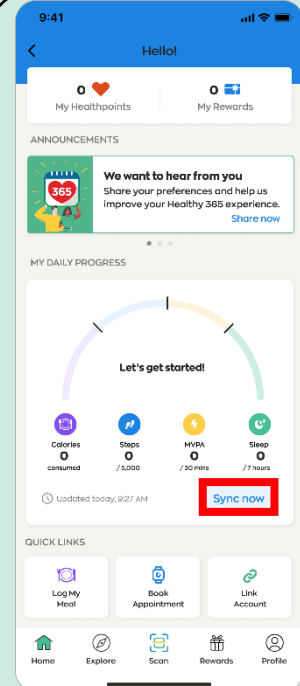 9:41
Hello!
0
0
My Healthpoints
My Rewards
ANNOUNCEMENTS
365
We want to hear from you
Share your preferences and help us
improve your Healthy 365 experience.
Share now
MY DAILY PROGRESS
Let's get started!
Calories
Steps
MVPA
Sleep
0
0
0
0
consumed
/ 5,000
/ 30 mins
/ 7 hours
Updated today, 9:27 AM
Sync now
QUICK LINKS
Log My
Meal
Book
Appointment
Link
Account
Home
Explore
Scan
Rewards
Profile